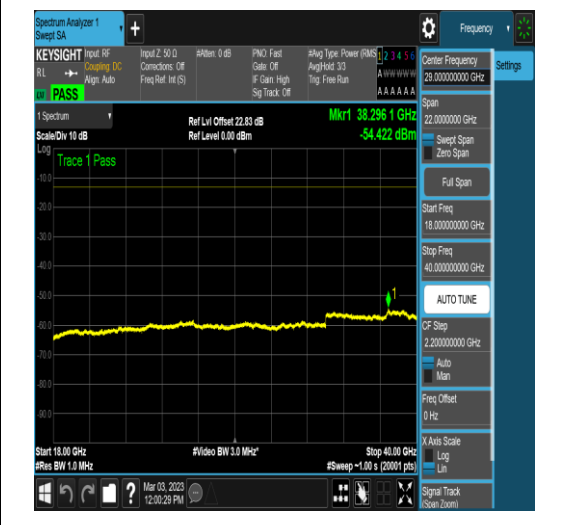 Spectrum Analyzer 1
Swept SA
Frequency
KEYSIGHT Input: RF Input Z: 50 Ω #Atten: 0 dB PNO: Fast #Avg Type: Power (RMS 1 2 3 4 5 6
RL Coupling: DC Corrections: Off Gate: Off Avg|Hold: 3/3 A W W W W W
Align: Auto Freq Ref: Int (S) IF Gain: High Trig: Free Run
Sig Track: Off A A A A A A
PASS
Settings
1 Spectrum
Ref Lvl Offset 22.83 dB
Mkr1 38.296 1 GHz
Scale/Div 10 dB
Ref Level 0.00 dBm
-54.422 dBm
Log
Trace 1 Pass
-10.0
-20.0
-30.0
-40.0
-50.0
-60.0
-70.0
-80.0
-90.0
1
Start 18.00 GHz
#Video BW 3.0 MHz*
Stop 40.00 GHz
#Res BW 1.0 MHz
#Sweep ~1.00 s (20001 pts)
Center Frequency
29.000000000 GHz
Span
22.0000000 GHz
Swept Span
Zero Span
Full Span
Start Freq
18.000000000 GHz
Stop Freq
40.000000000 GHz
AUTO TUNE
CF Step
2.200000000 GHz
Auto
Man
Freq Offset
0 Hz
X Axis Scale
Log
Lin
Signal Track
(Span Zoom)
?
Mar 03, 2023
12:00:29 PM